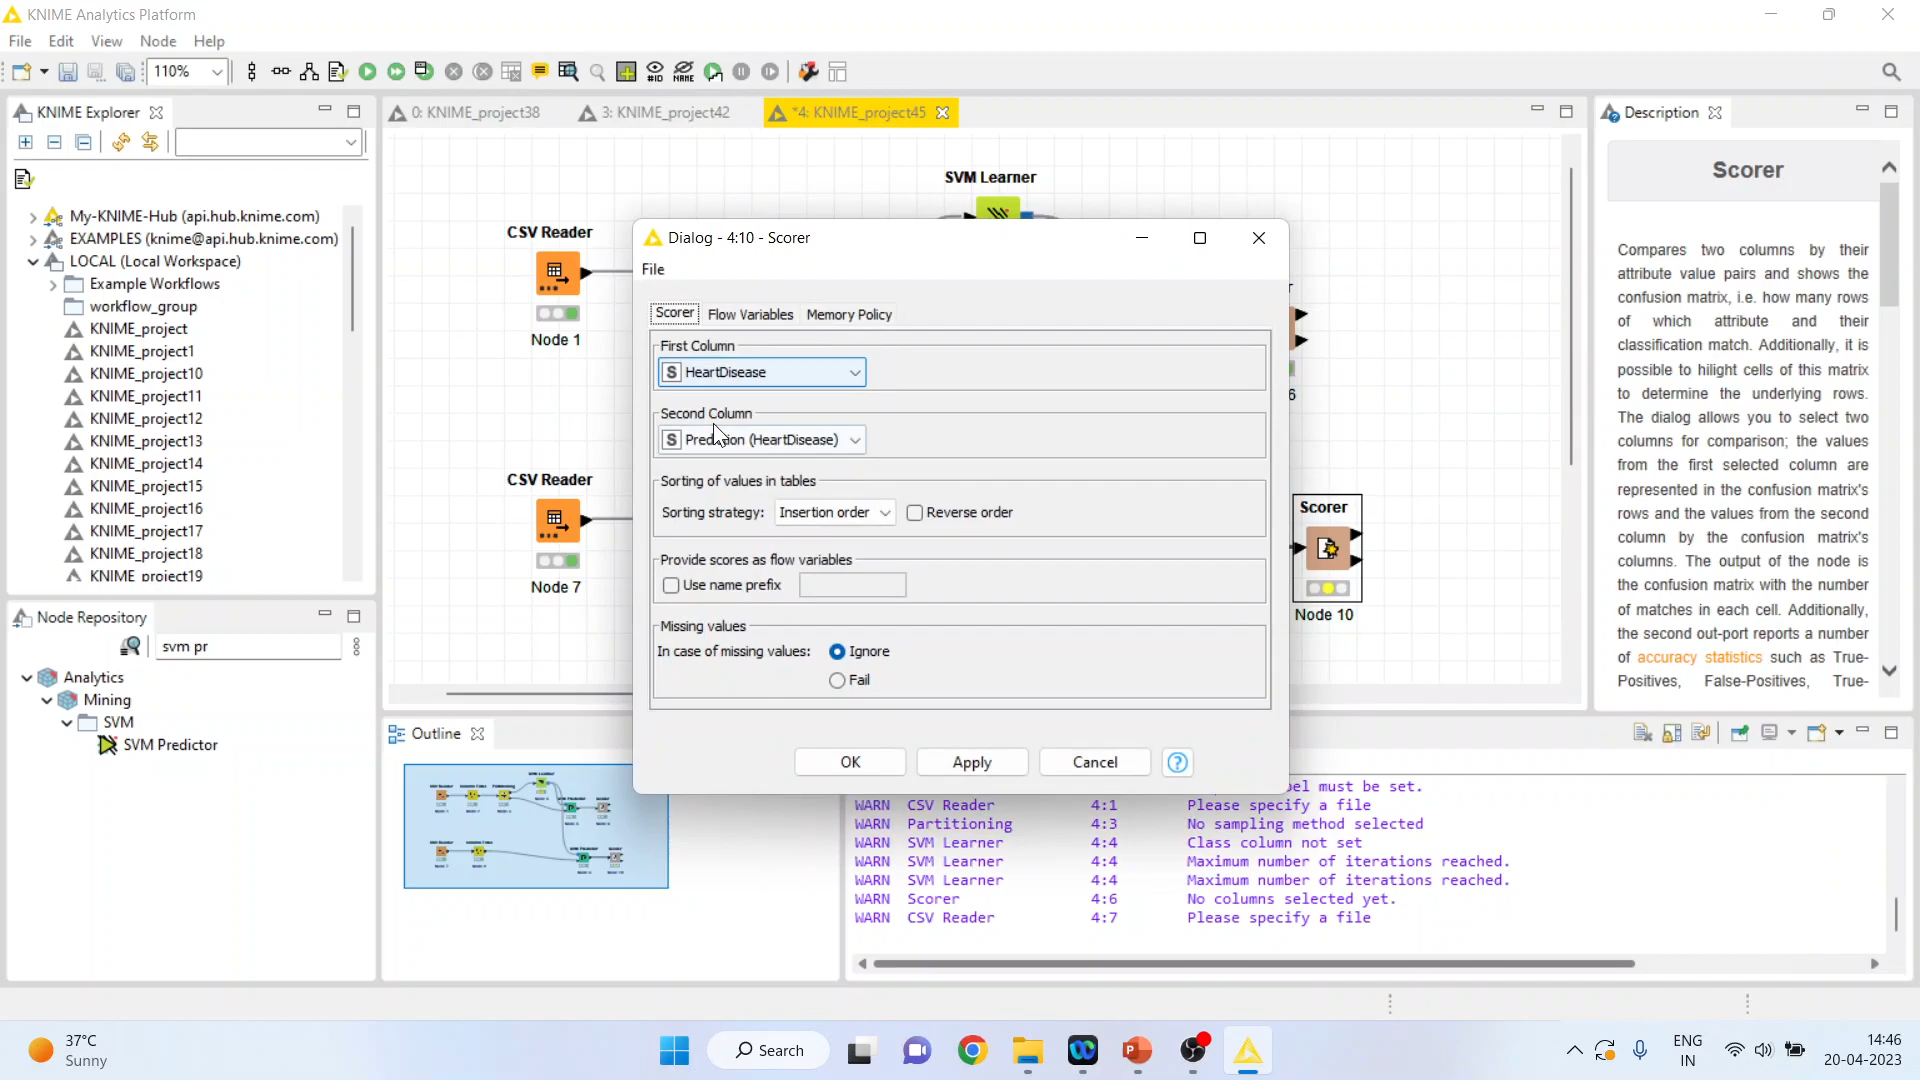 KNIME Analytics Platform
File Edit View Node Help
110%
KNIME Explorer
My-KNIME-Hub (api.hub.knime.com)
EXAMPLES (knime@api.hub.knime.com)
LOCAL (Local Workspace)
Example Workflows
workflow_group
KNIME_project
KNIME_project1
KNIME_project10
KNIME_project11
KNIME_project12
KNIME_project13
KNIME_project14
KNIME_project15
KNIME_project16
KNIME_project17
KNIME_project18
KNIME_project19
Node Repository
svm pr
Analytics
Mining
SVM
SVM Predictor
0: KNIME_project38 3: KNIME_project42 *4: KNIME_project45
SVM Learner
CSV Reader
Node 1
CSV Reader
Node 7
Scorer
Node 10
Dialog - 4:10 - Scorer
File
Scorer Flow Variables Memory Policy
First Column
S HeartDisease
Second Column
S Prediction (HeartDisease)
Sorting of values in tables
Sorting strategy: Insertion order Reverse order
Provide scores as flow variables
Use name prefix
Missing values
In case of missing values: Ignore
Fail
OK Apply Cancel ?
Outline
pel must be set.
WARN CSV Reader 4:1 Please specify a file
WARN Partitioning 4:3 No sampling method selected
WARN SVM Learner 4:4 Class column not set
WARN SVM Learner 4:4 Maximum number of iterations reached.
WARN SVM Learner 4:4 Maximum number of iterations reached.
WARN Scorer 4:6 No columns selected yet.
WARN CSV Reader 4:7 Please specify a file
Description
Scorer
Compares two columns by their
attribute value pairs and shows the
confusion matrix, i.e. how many rows
of which attribute and their
classification match. Additionally, it is
possible to hilight cells of this matrix
to determine the underlying rows.
The dialog allows you to select two
columns for comparison; the values
from the first selected column are
represented in the confusion matrix's
rows and the values from the second
column by the confusion matrix's
columns. The output of the node is
the confusion matrix with the number
of matches in each cell. Additionally,
the second out-port reports a number
of accuracy statistics such as True-
Positives, False-Positives, True-
37°C
Sunny
Search
ENG
IN
14:46
20-04-2023